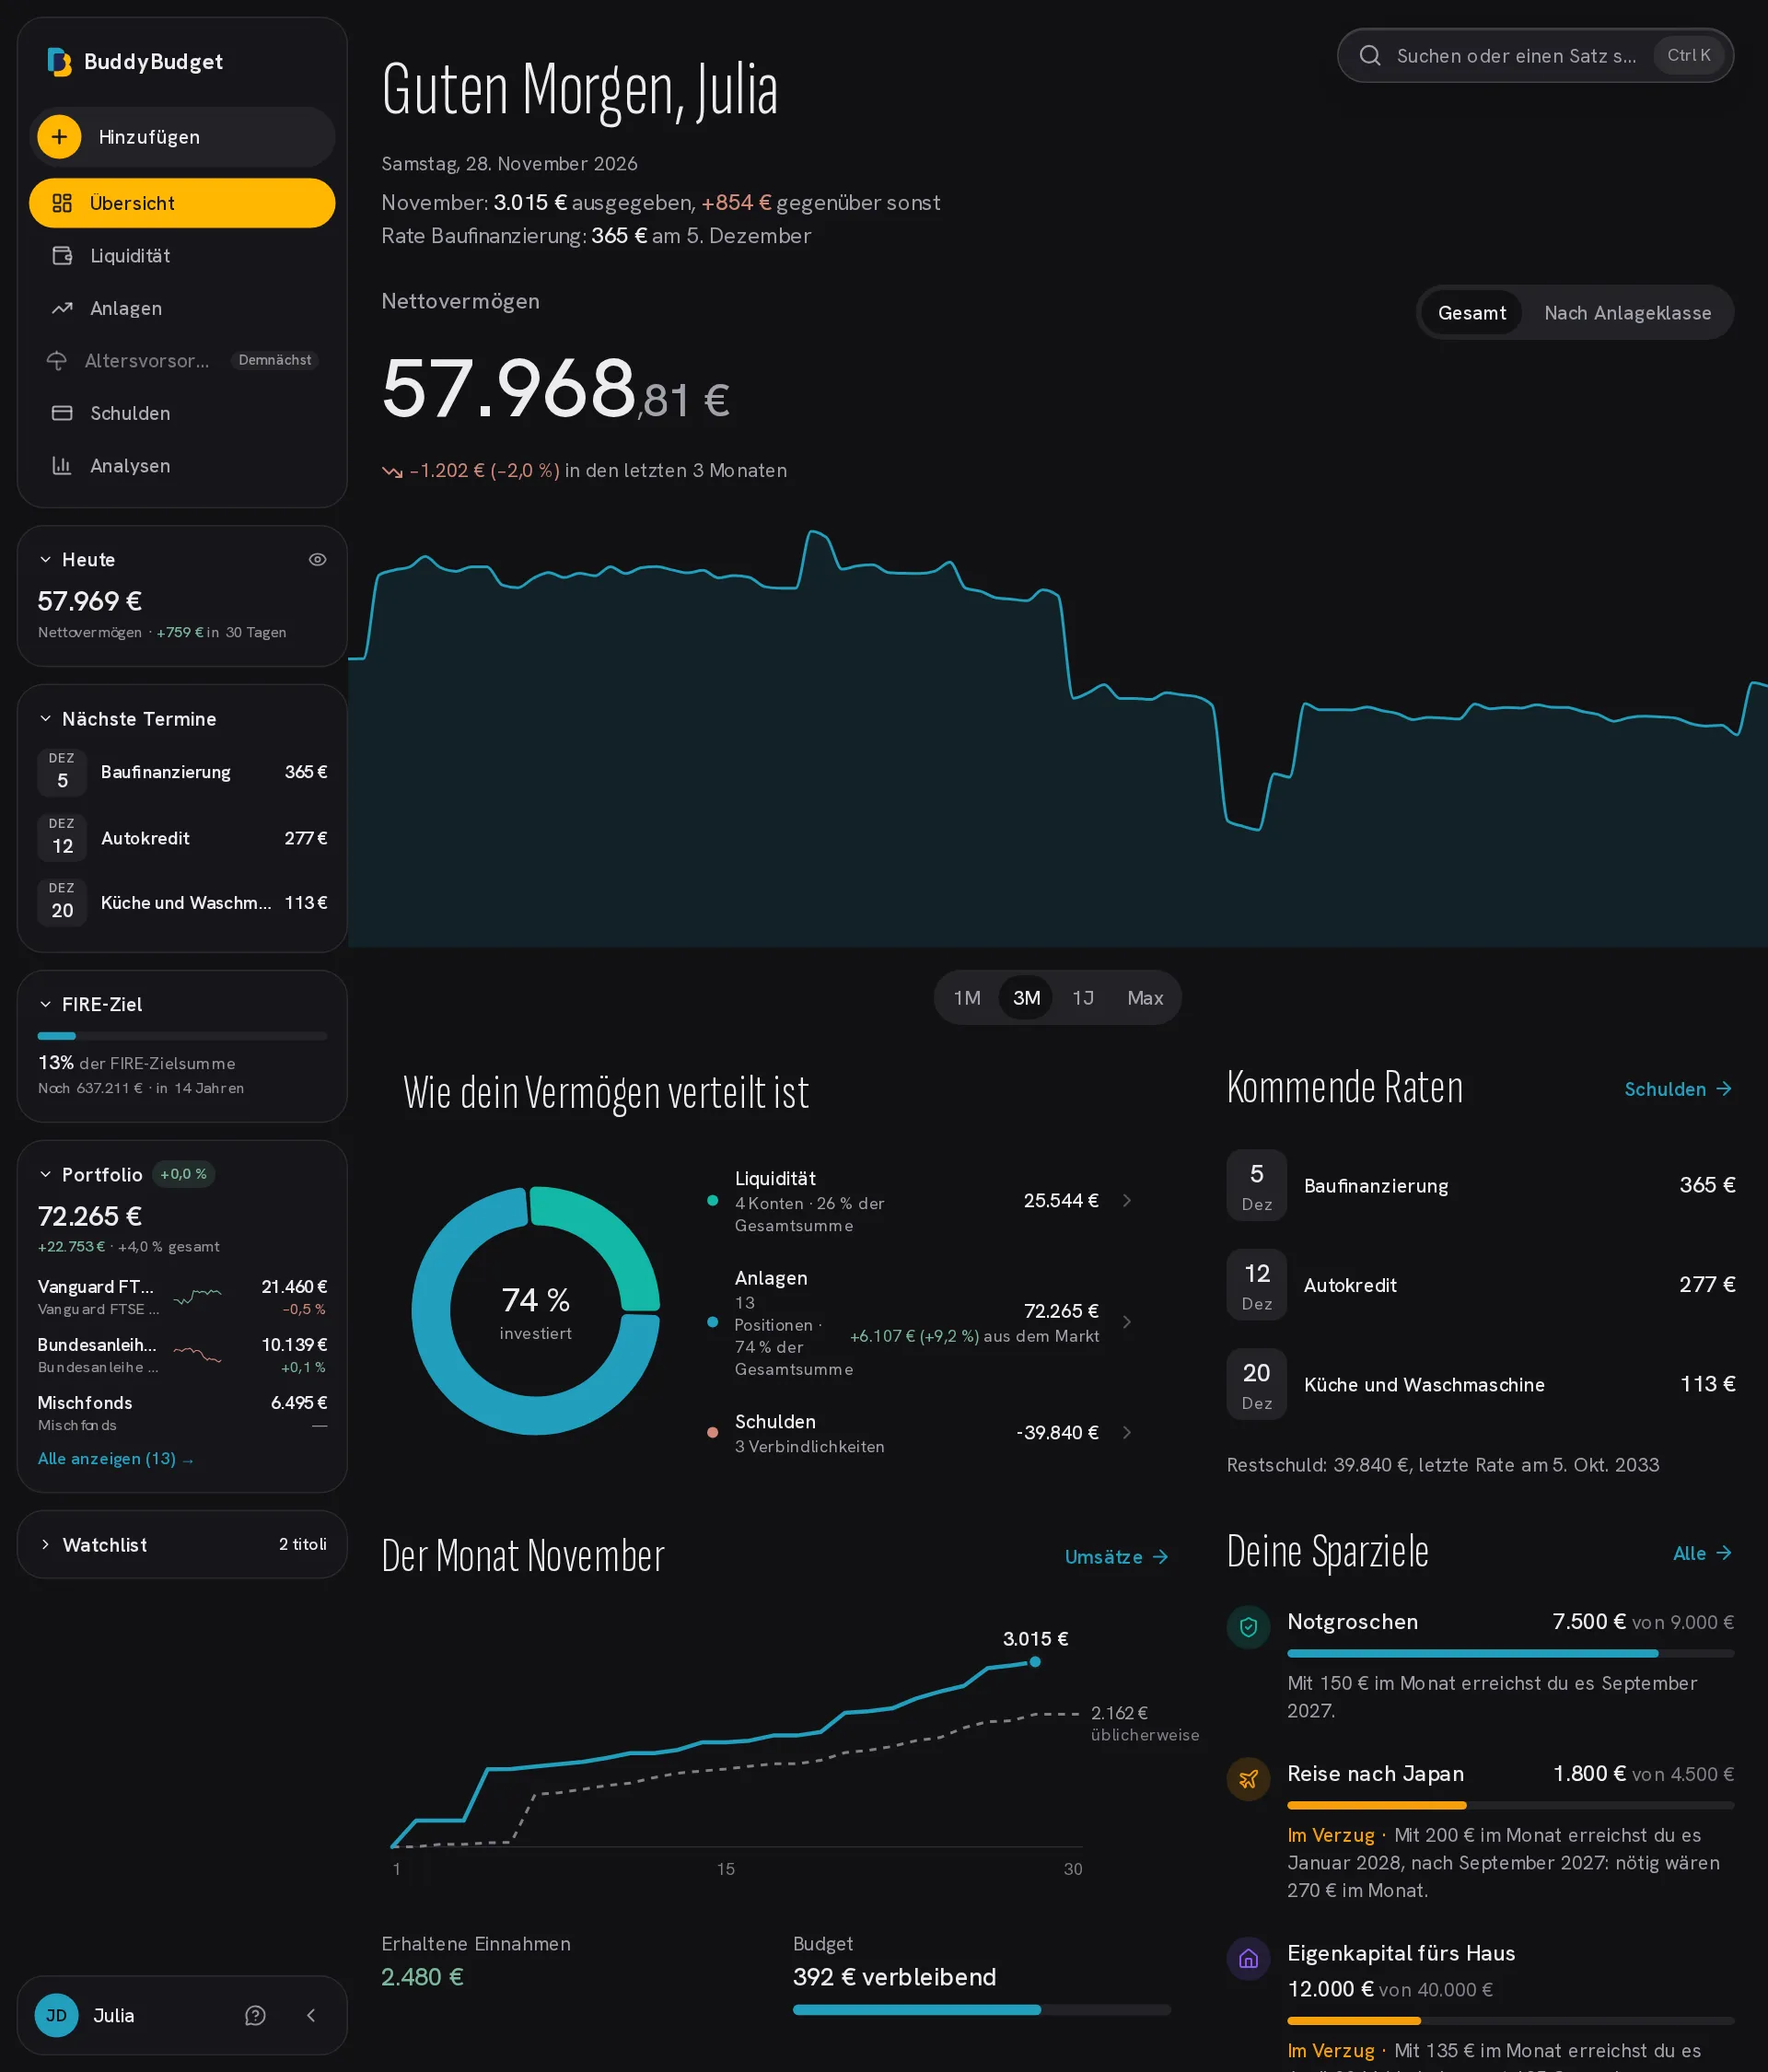 BuddyBudget
Hinzufügen
Übersicht
Liquidität
Anlagen
Altersvorsor... Demnächst
Schulden
Analysen
Heute
57.969 €
Nettovermögen · +759 € in 30 Tagen
Nächste Termine
DEZ
5
Baufinanzierung 365 €
DEZ
12
Autokredit 277 €
DEZ
20
Küche und Waschm... 113 €
FIRE-Ziel
13% der FIRE-Zielsumme
Noch 637.211 € · in 14 Jahren
Portfolio +0,0 %
72.265 €
+22.753 € · +4,0 % gesamt
Vanguard FT... 21.460 €
Vanguard FTSE ... −0,5 %
Bundesanleih... 10.139 €
Bundesanleihe ... +0,1 %
Mischfonds 6.495 €
Mischfonds —
Alle anzeigen (13) →
Watchlist 2 titoli
JD Julia
Suchen oder einen Satz s... Ctrl K
Guten Morgen, Julia
Samstag, 28. November 2026
November: 3.015 € ausgegeben, +854 € gegenüber sonst
Rate Baufinanzierung: 365 € am 5. Dezember
Nettovermögen
Gesamt Nach Anlageklasse
57.968,81 €
−1.202 € (−2,0 %) in den letzten 3 Monaten
1M 3M 1J Max
Wie dein Vermögen verteilt ist
74 %
investiert
Liquidität
4 Konten · 26 % der
Gesamtsumme
25.544 €
Anlagen
13
Positionen ·
74 % der
Gesamtsumme
72.265 €
+6.107 € (+9,2 %) aus dem Markt
Schulden
3 Verbindlichkeiten
-39.840 €
Kommende Raten Schulden →
5
Dez
Baufinanzierung 365 €
12
Dez
Autokredit 277 €
20
Dez
Küche und Waschmaschine 113 €
Restschuld: 39.840 €, letzte Rate am 5. Okt. 2033
Der Monat November Umsätze →
3.015 €
2.162 €
üblicherweise
1 15 30
Erhaltene Einnahmen
2.480 €
Budget
392 € verbleibend
Deine Sparziele Alle →
Notgroschen 7.500 € von 9.000 €
Mit 150 € im Monat erreichst du es September
2027.
Reise nach Japan 1.800 € von 4.500 €
Im Verzug · Mit 200 € im Monat erreichst du es
Januar 2028, nach September 2027: nötig wären
270 € im Monat.
Eigenkapital fürs Haus
12.000 € von 40.000 €
Im Verzug · Mit 135 € im Monat erreichst du es